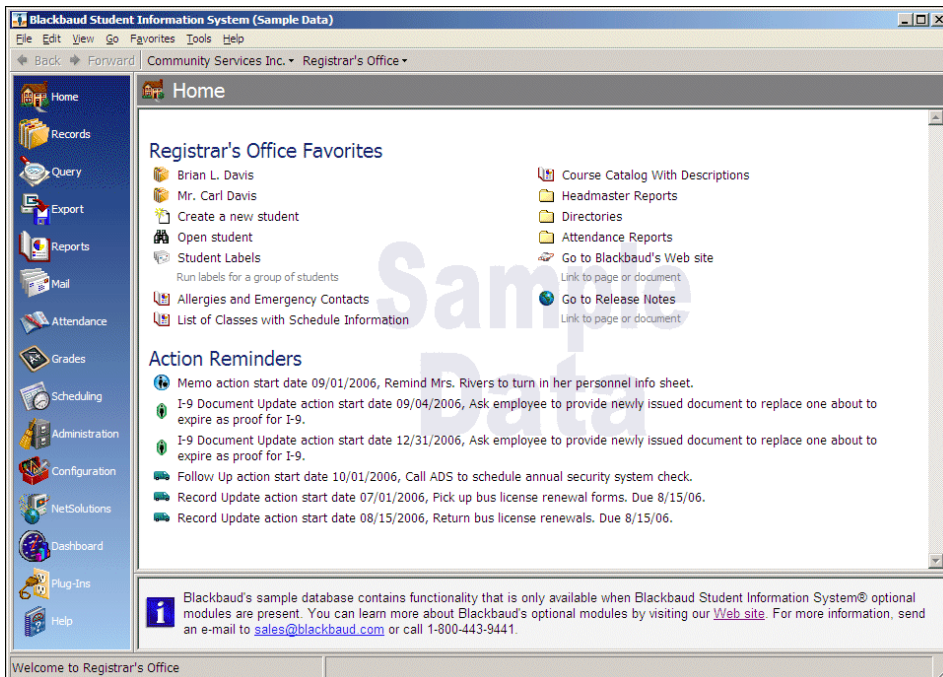 Blackbaud Student Information System (Sample Data)
File Edit View Go Favorites Tools Help
Back Forward Community Services Inc. Registrar's Office
Home
Records
Query
Export
Reports
Mail
Attendance
Grades
Scheduling
Administration
Configuration
NetSolutions
Dashboard
Plug-Ins
Help
Home
Registrar's Office Favorites
Brian L. Davis
Mr. Carl Davis
Create a new student
Open student
Student Labels
Run labels for a group of students
Allergies and Emergency Contacts
List of Classes with Schedule Information
Course Catalog With Descriptions
Headmaster Reports
Directories
Attendance Reports
Go to Blackbaud's Web site
Link to page or document
Go to Release Notes
Link to page or document
Sample
Data
Action Reminders
Memo action start date 09/01/2006, Remind Mrs. Rivers to turn in her personnel info sheet.
I-9 Document Update action start date 09/04/2006, Ask employee to provide newly issued document to replace one about to
expire as proof for I-9.
I-9 Document Update action start date 12/31/2006, Ask employee to provide newly issued document to replace one about to
expire as proof for I-9.
Follow Up action start date 10/01/2006, Call ADS to schedule annual security system check.
Record Update action start date 07/01/2006, Pick up bus license renewal forms. Due 8/15/06.
Record Update action start date 08/15/2006, Return bus license renewals. Due 8/15/06.
Blackbaud's sample database contains functionality that is only available when Blackbaud Student Information System® optional
modules are present. You can learn more about Blackbaud's optional modules by visiting our Web site. For more information, send
an e-mail to sales@blackbaud.com or call 1-800-443-9441.
Welcome to Registrar's Office